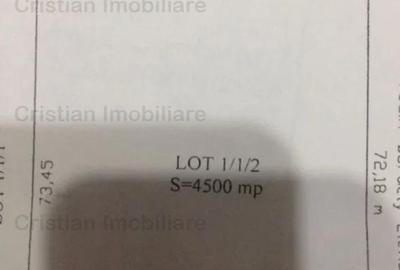 Cristian Imobiliare
Cristian Imobiliare
LOT 1/1/2
S=4500 mp
73,45
72,18 m
Cristian Imobiliare